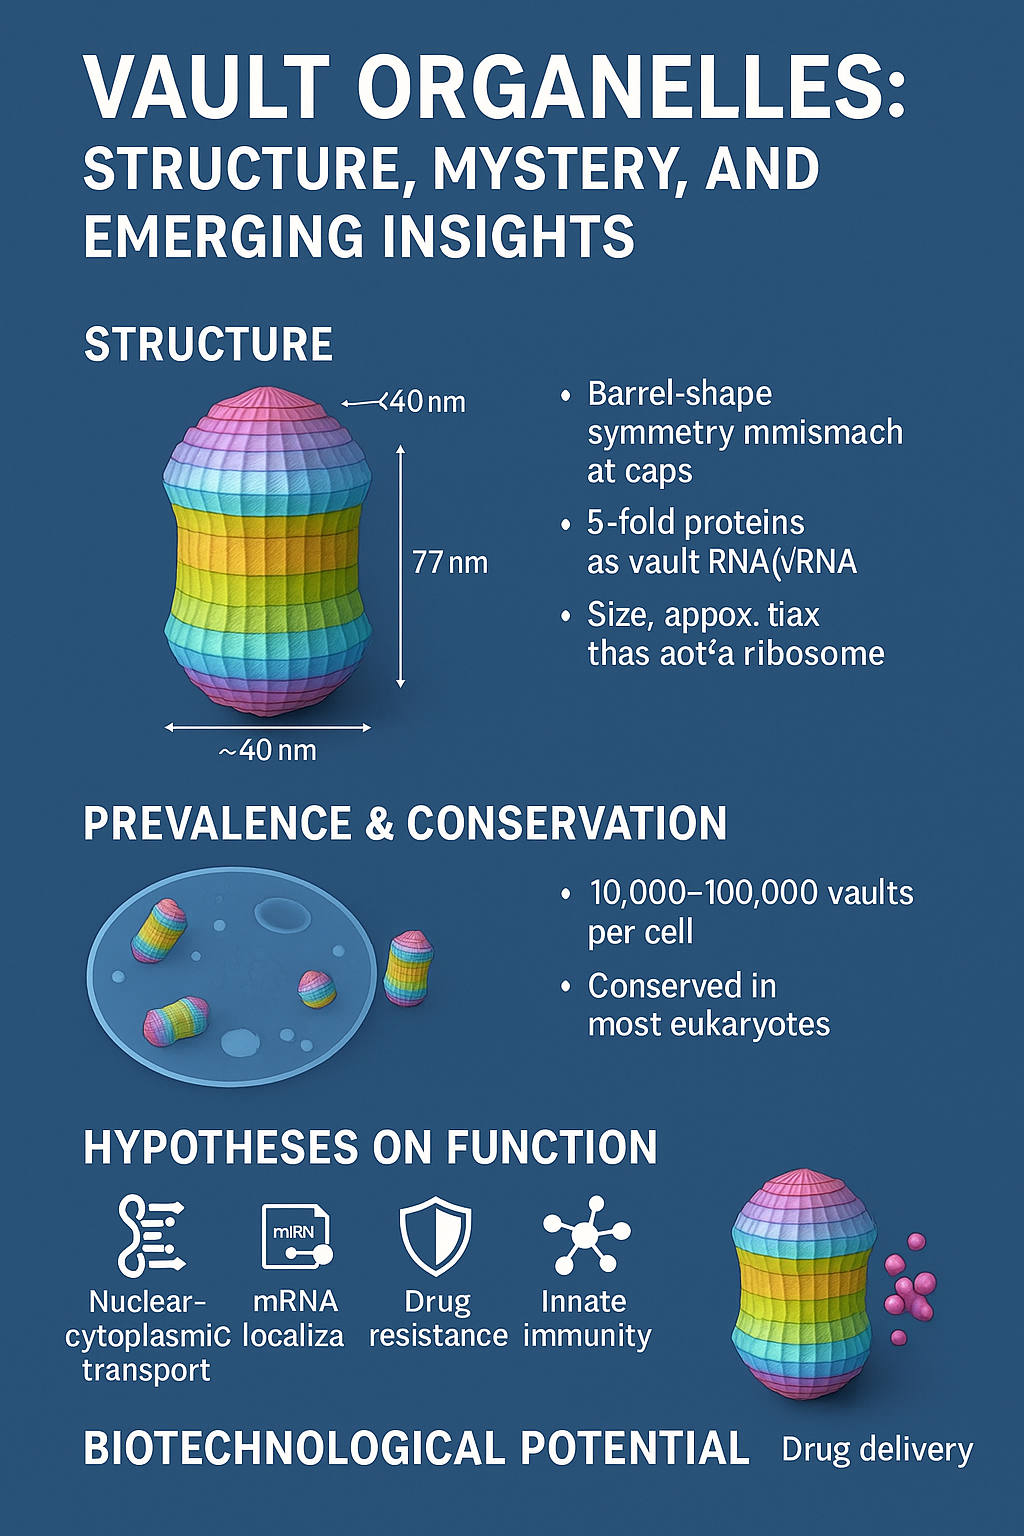 VAULT ORGANELLES:
STRUCTURE, MYSTERY, AND
EMERGING INSIGHTS
STRUCTURE
<40 nm
77 nm
~40 nm
• Barrel-shape
symmetry mmismach
at caps
• 5-fold proteins
as vault RNA(√RNA
• Size, appox. tiax
thas aot‘a ribosome
PREVALENCE & CONSERVATION
• 10,000–100,000 vaults
per cell
• Conserved in
most eukaryotes
HYPOTHESES ON FUNCTION
mIRN
Nuclear-
cytoplasmiC
transport
mRNA
localiza
Drug
resistance
Innate
immunity
BIOTECHNOLOGICAL POTENTIAL
Drug delivery